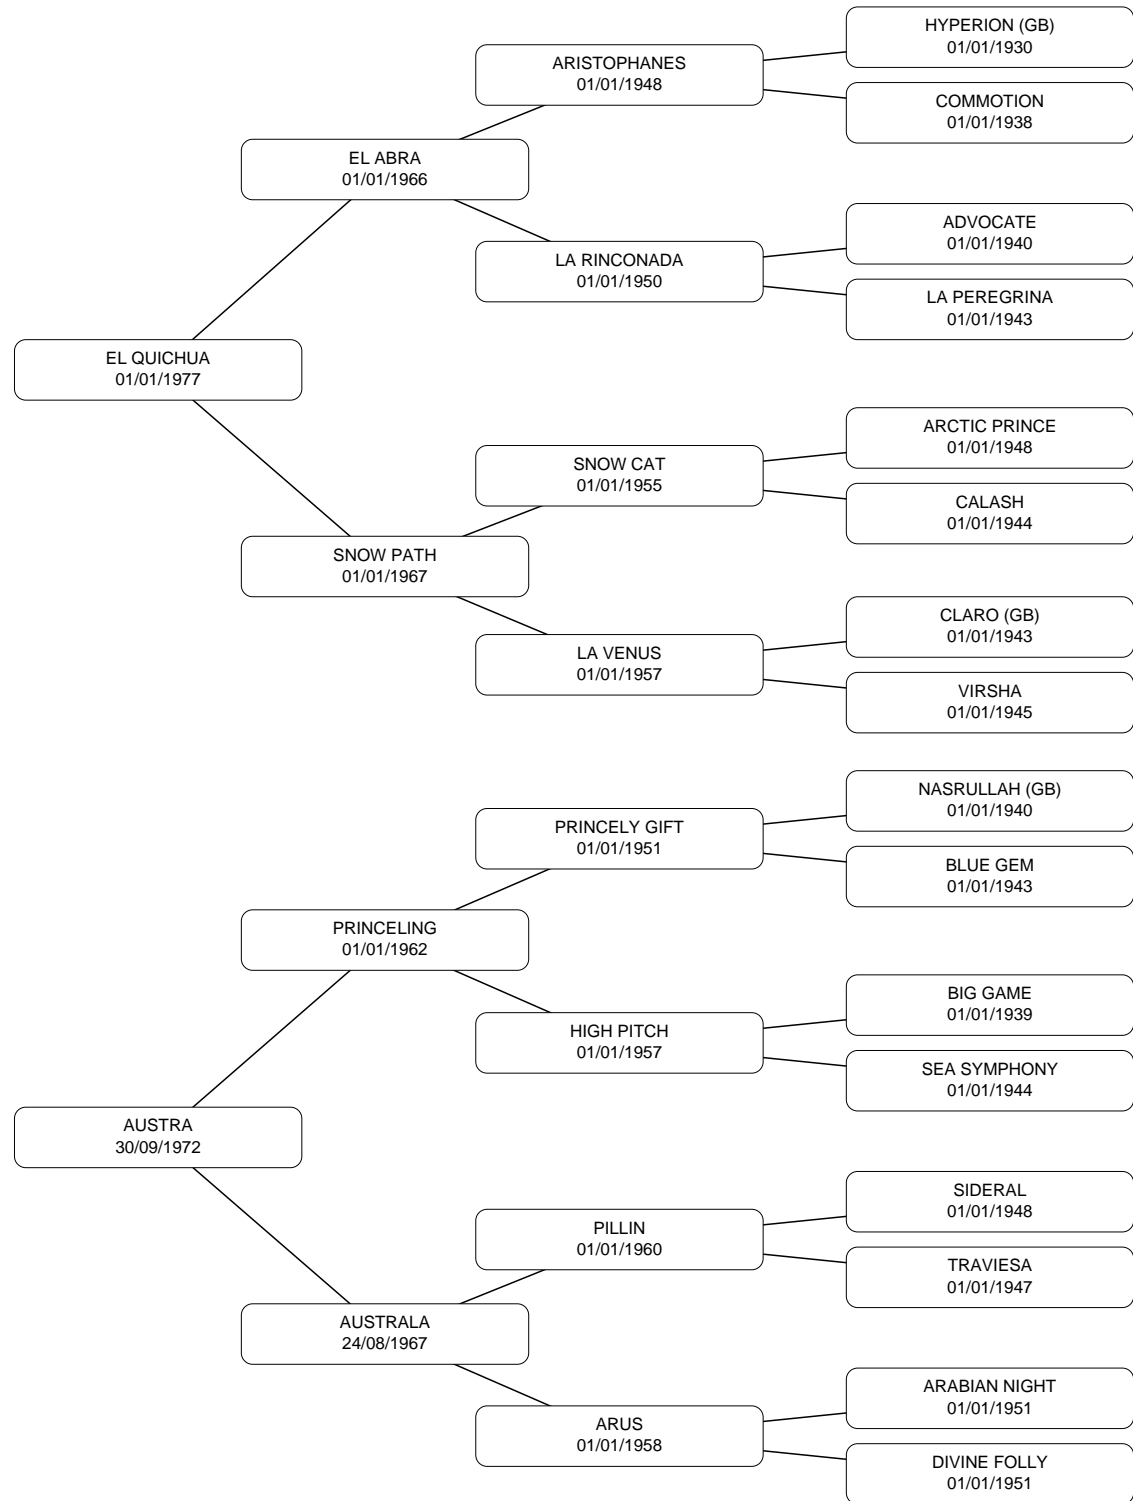 HYPERION (GB)
01/01/1930
ARISTOPHANES
01/01/1948
COMMOTION
01/01/1938
EL ABRA
01/01/1966
ADVOCATE
01/01/1940
LA RINCONADA
01/01/1950
LA PEREGRINA
01/01/1943
EL QUICHUA
01/01/1977
ARCTIC PRINCE
01/01/1948
SNOW CAT
01/01/1955
CALASH
01/01/1944
SNOW PATH
01/01/1967
CLARO (GB)
01/01/1943
LA VENUS
01/01/1957
VIRSHA
01/01/1945
NASRULLAH (GB)
01/01/1940
PRINCELY GIFT
01/01/1951
BLUE GEM
01/01/1943
PRINCELING
01/01/1962
BIG GAME
01/01/1939
HIGH PITCH
01/01/1957
SEA SYMPHONY
01/01/1944
AUSTRA
30/09/1972
SIDERAL
01/01/1948
PILLIN
01/01/1960
TRAVIESA
01/01/1947
AUSTRALA
24/08/1967
ARABIAN NIGHT
01/01/1951
ARUS
01/01/1958
DIVINE FOLLY
01/01/1951